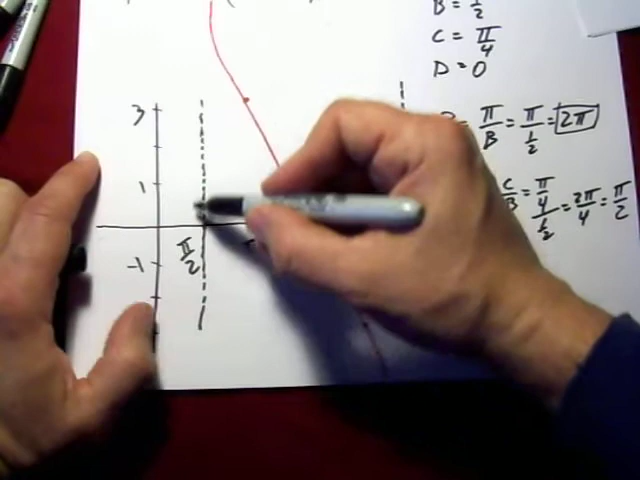 B = 1/2
C = π/4
D = 0
3
π/B = π/(1/2) = 2π
1
C/B = (π/4)/(1/2) = 2π/4 = π/2
π/2
-1